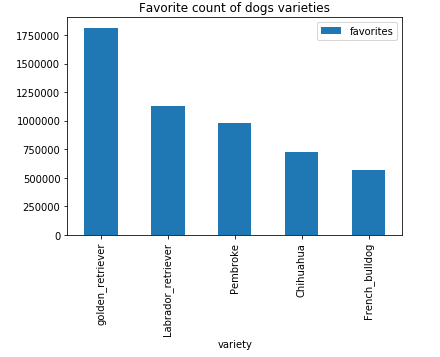 Favorite count of dogs varieties
favorites
1750000
1500000
1250000
1000000
750000
500000
250000
0
golden_retriever
Labrador_retriever
Pembroke
Chihuahua
French_bulldog
variety